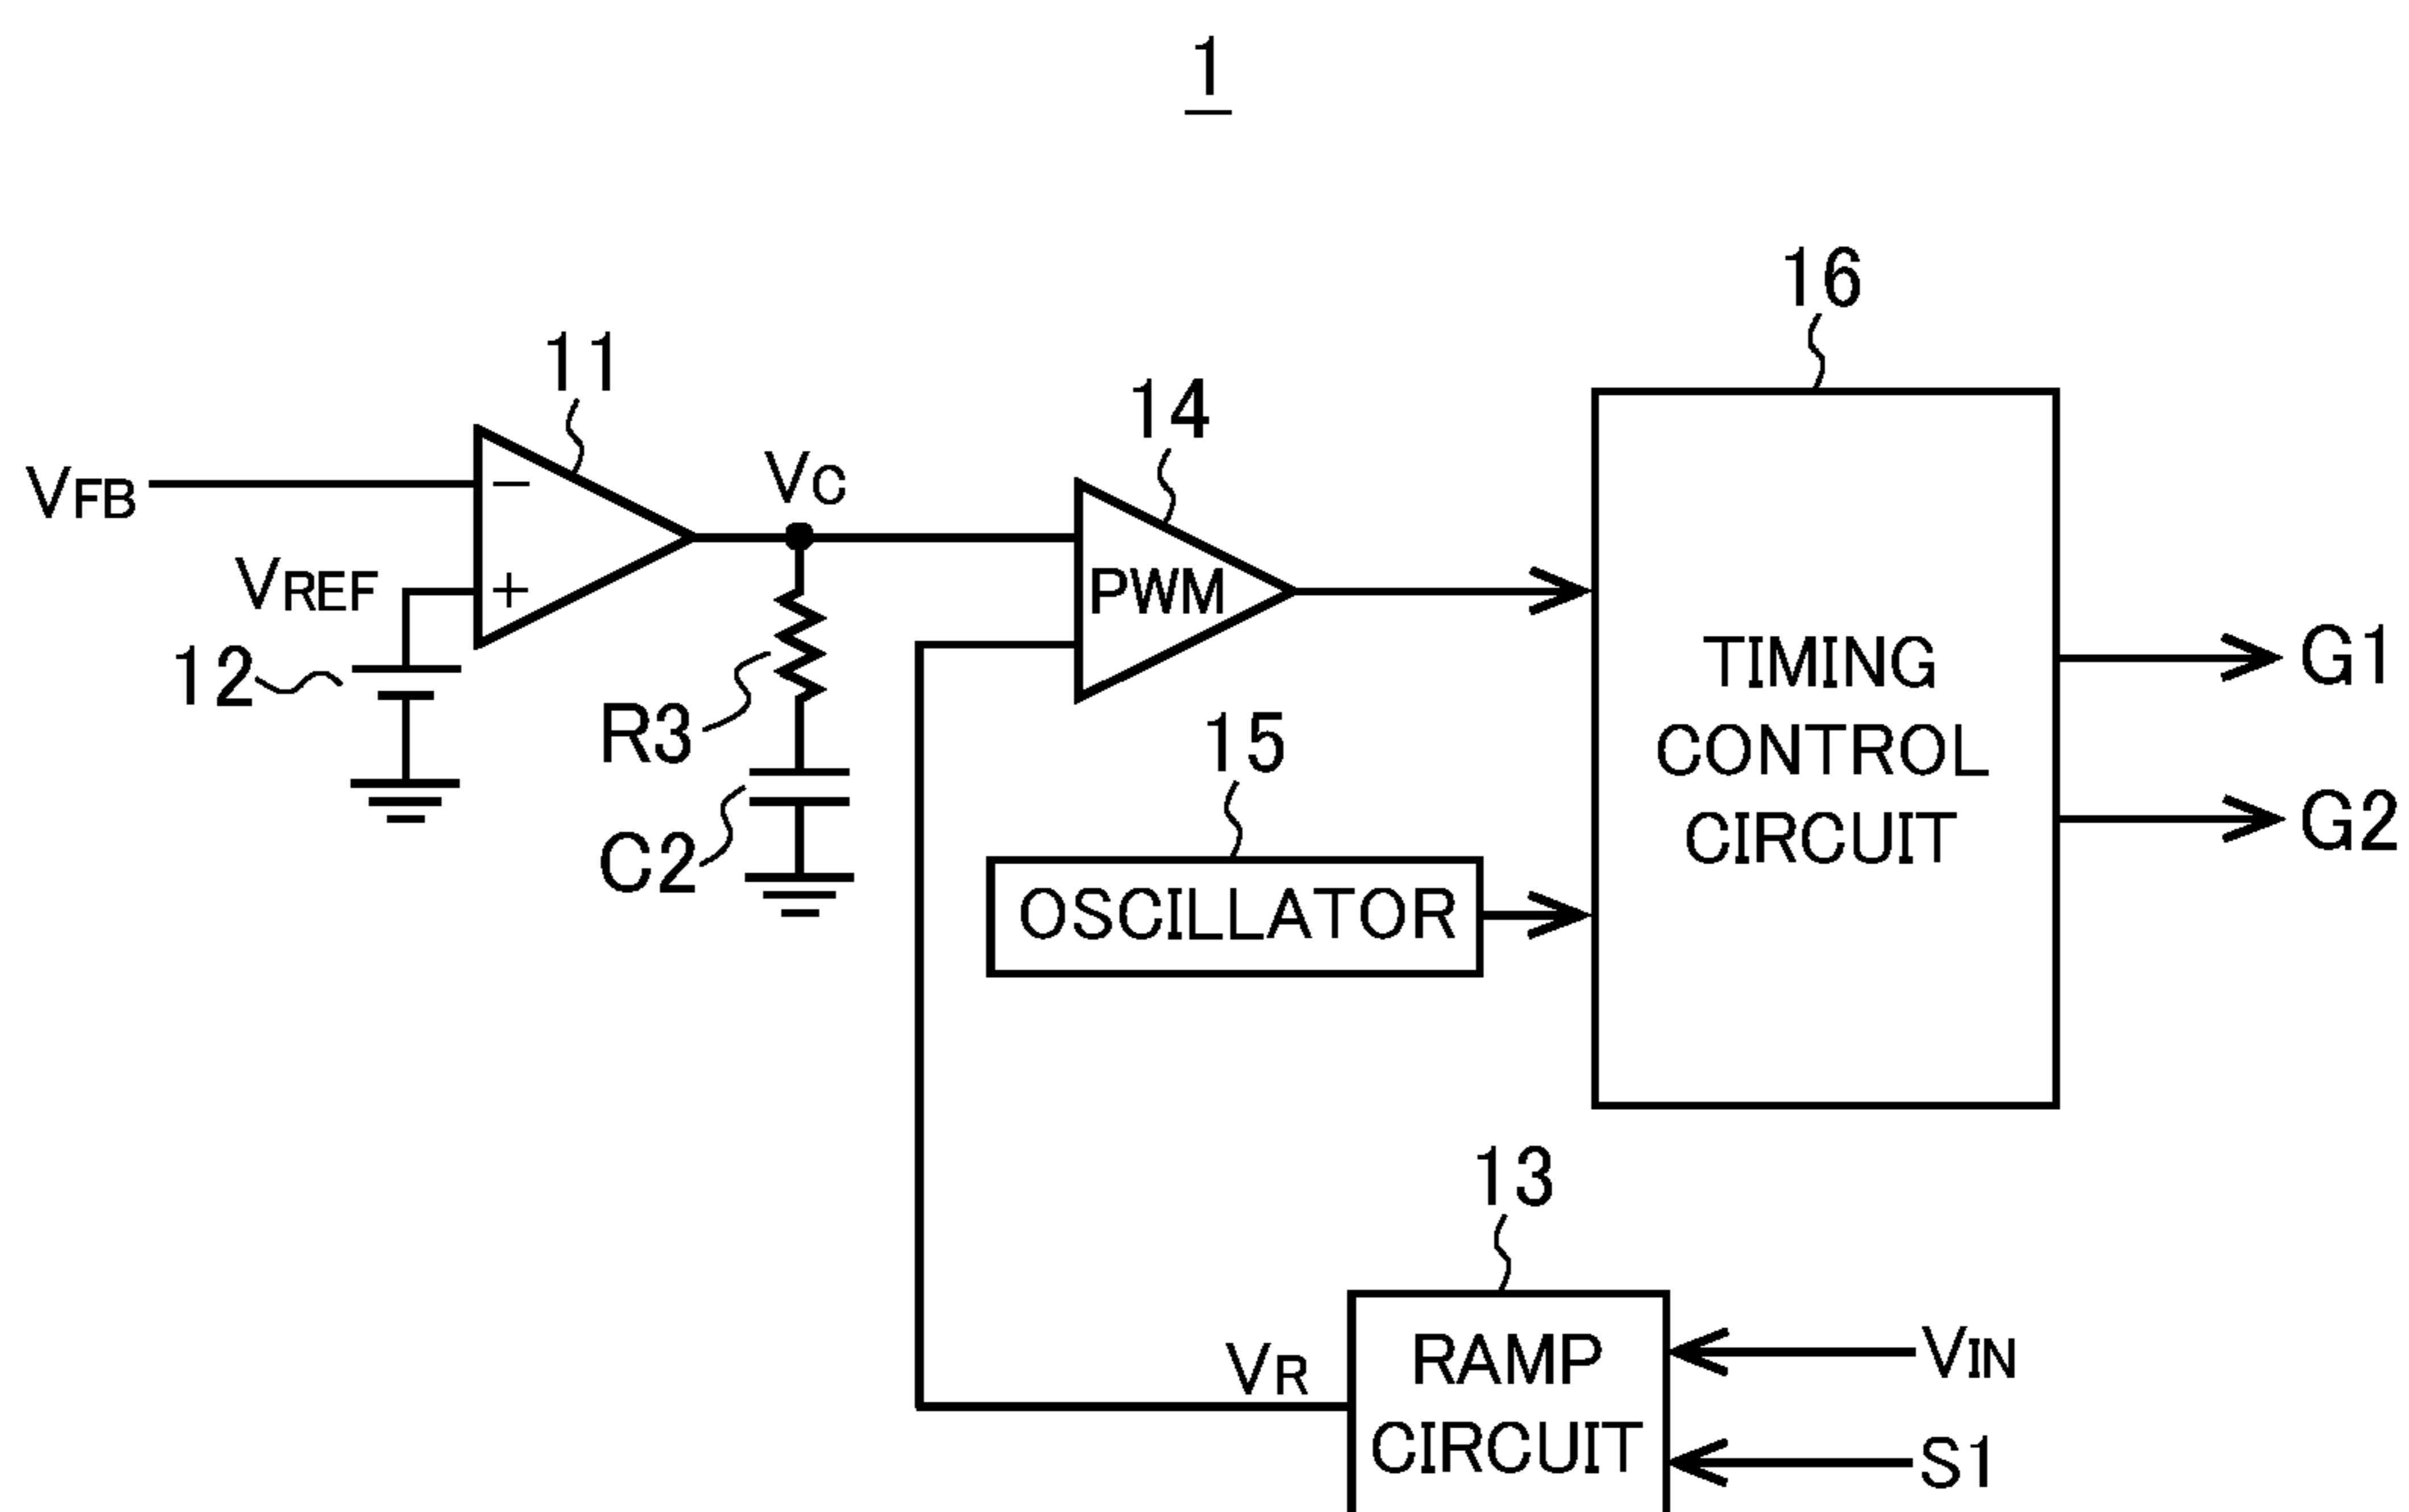 1
16
11
14
VFB
VC
−
VREF
+
PWM
12
R3
15
TIMING
CONTROL
CIRCUIT
G1
G2
C2
OSCILLATOR
13
VR
RAMP
CIRCUIT
VIN
S1